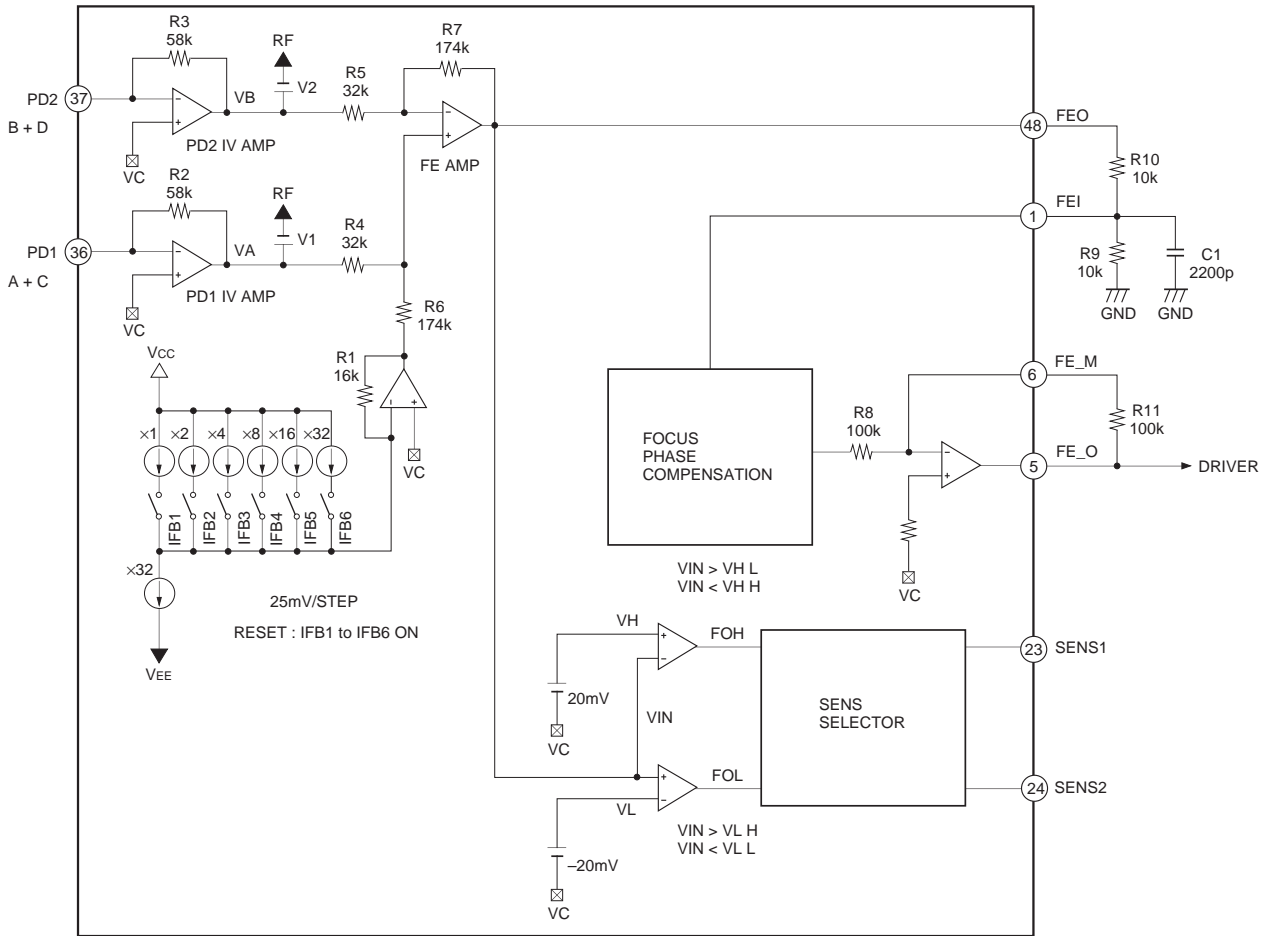 R3
58k
PD2
37
B + D
VC
VB
PD2 IV AMP
RF
V2
R5
32k
R7
174k
FE AMP
48
FEO
R10
10k
R2
58k
PD1
36
A + C
VC
VA
PD1 IV AMP
RF
V1
R4
32k
R6
174k
1
FEI
R9
10k
GND
C1
2200p
GND
VCC
×1
×2
×4
×8
×16
×32
IFB1
IFB2
IFB3
IFB4
IFB5
IFB6
×32
VEE
R1
16k
VC
25mV/STEP
RESET : IFB1 to IFB6 ON
FOCUS
PHASE
COMPENSATION
R8
100k
6
FE_M
R11
100k
5
FE_O
DRIVER
VC
VIN > VH L
VIN < VH H
VH
20mV
VC
FOH
VIN
SENS
SELECTOR
23
SENS1
FOL
VL
–20mV
VC
VIN > VL H
VIN < VL L
24
SENS2